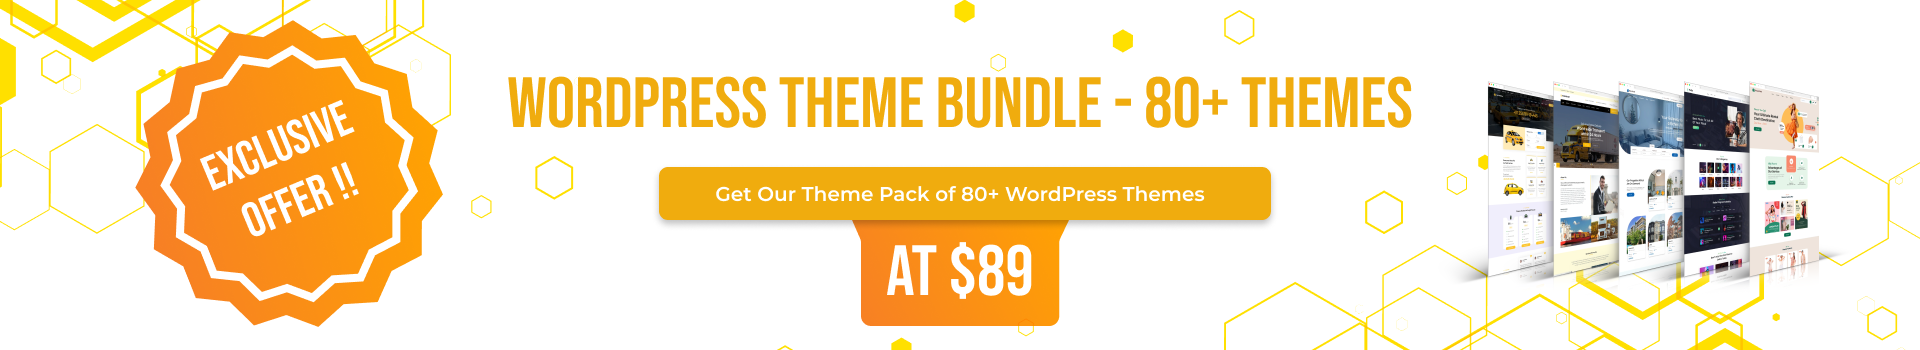 EXCLUSIVE
OFFER !!
WORDPRESS THEME BUNDLE - 80+ THEMES
Get Our Theme Pack of 80+ WordPress Themes
AT $89